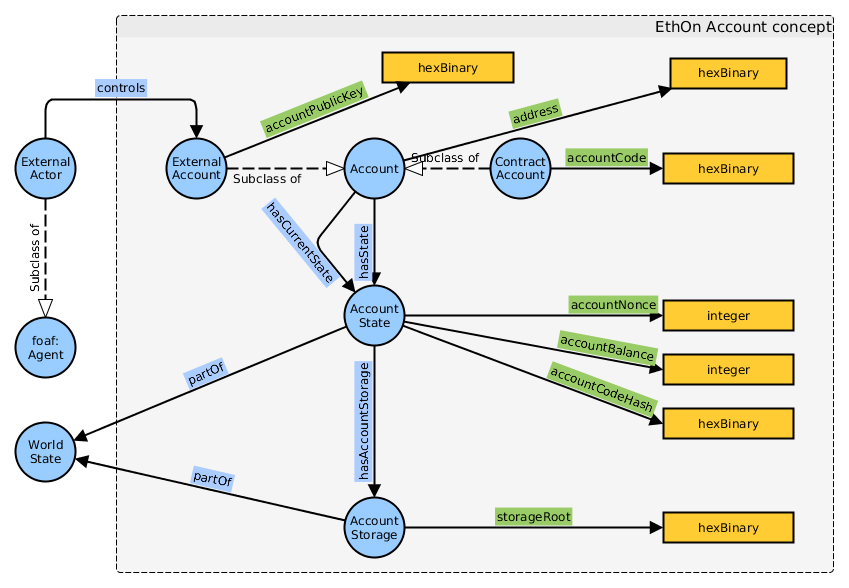 EthOn Account concept
hexBinary
hexBinary
controls
accountPublicKey
address
External
Actor
External
Account
Subclass of
Account
Subclass of
Contract
Account
accountCode
hexBinary
Subclass of
hasCurrentState
hasState
Account
State
accountNonce
integer
foaf:
Agent
accountBalance
integer
partOf
accountCodeHash
hexBinary
World
State
hasAccountStorage
partOf
Account
Storage
storageRoot
hexBinary